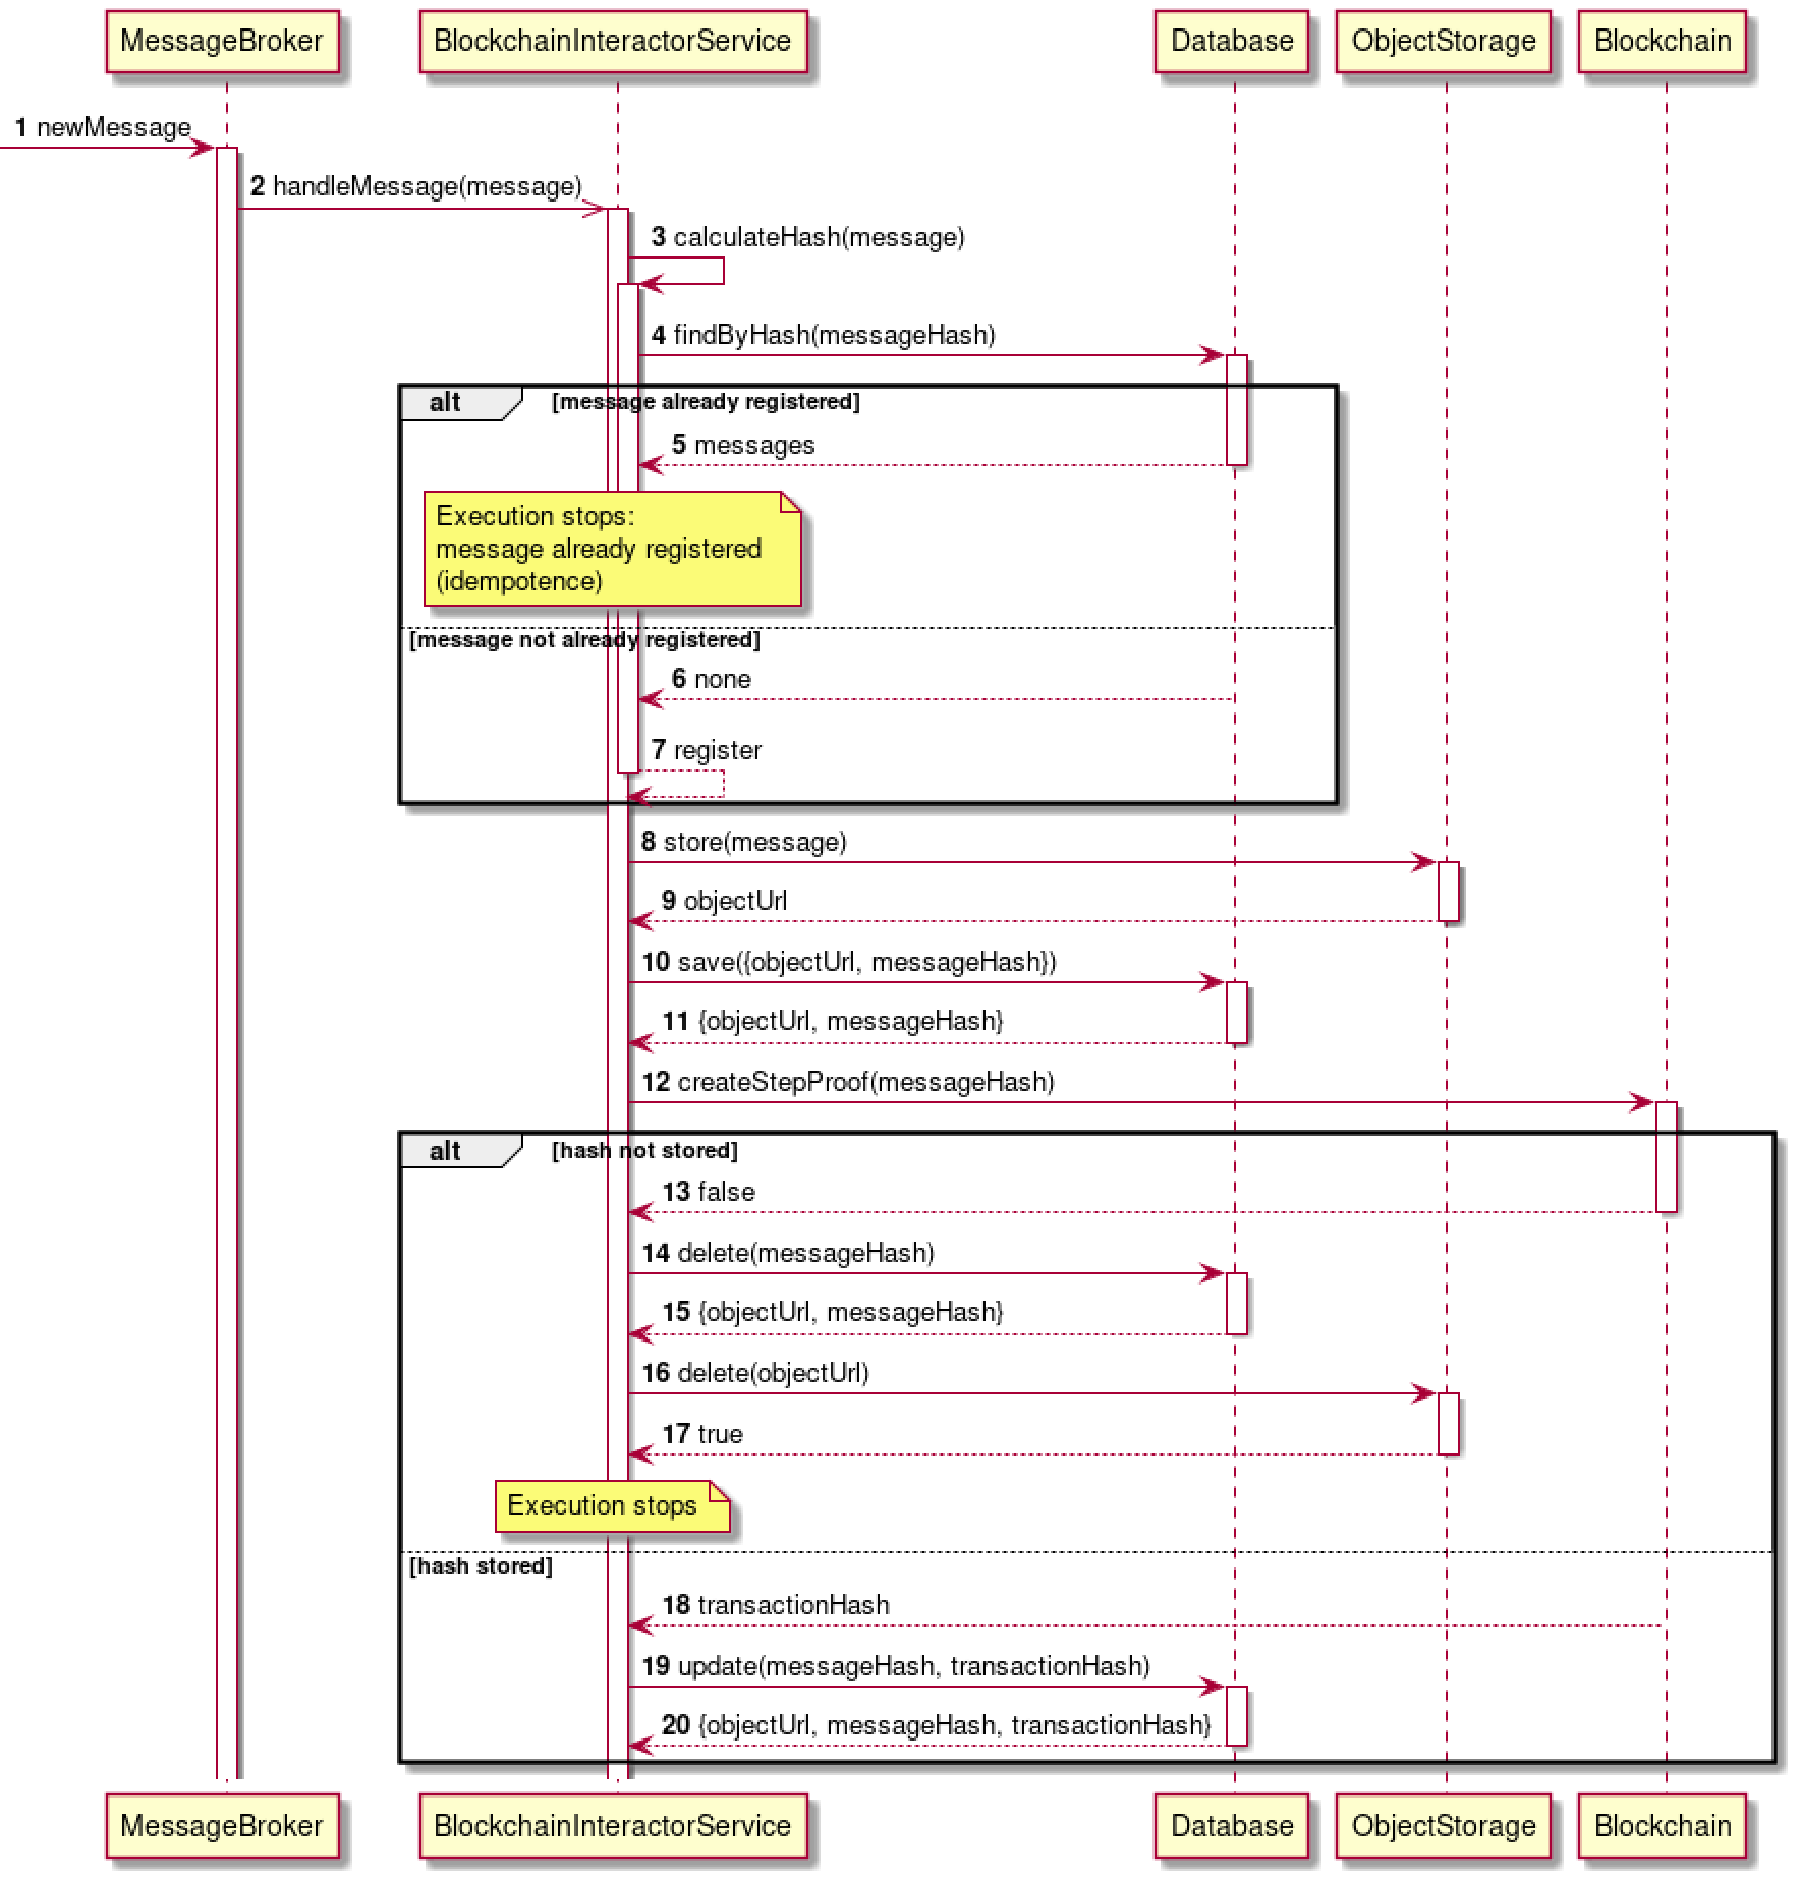 MessageBroker
BlockchainInteractorService
Database
ObjectStorage
Blockchain
1 newMessage
2 handleMessage(message)
3 calculateHash(message)
4 findByHash(messageHash)
alt [message already registered]
5 messages
Execution stops:
message already registered
(idempotence)
[message not already registered]
6 none
7 register
8 store(message)
9 objectUrl
10 save({objectUrl, messageHash})
11 {objectUrl, messageHash}
12 createStepProof(messageHash)
alt [hash not stored]
13 false
14 delete(messageHash)
15 {objectUrl, messageHash}
16 delete(objectUrl)
17 true
Execution stops
[hash stored]
18 transactionHash
19 update(messageHash, transactionHash)
20 {objectUrl, messageHash, transactionHash}
MessageBroker
BlockchainInteractorService
Database
ObjectStorage
Blockchain